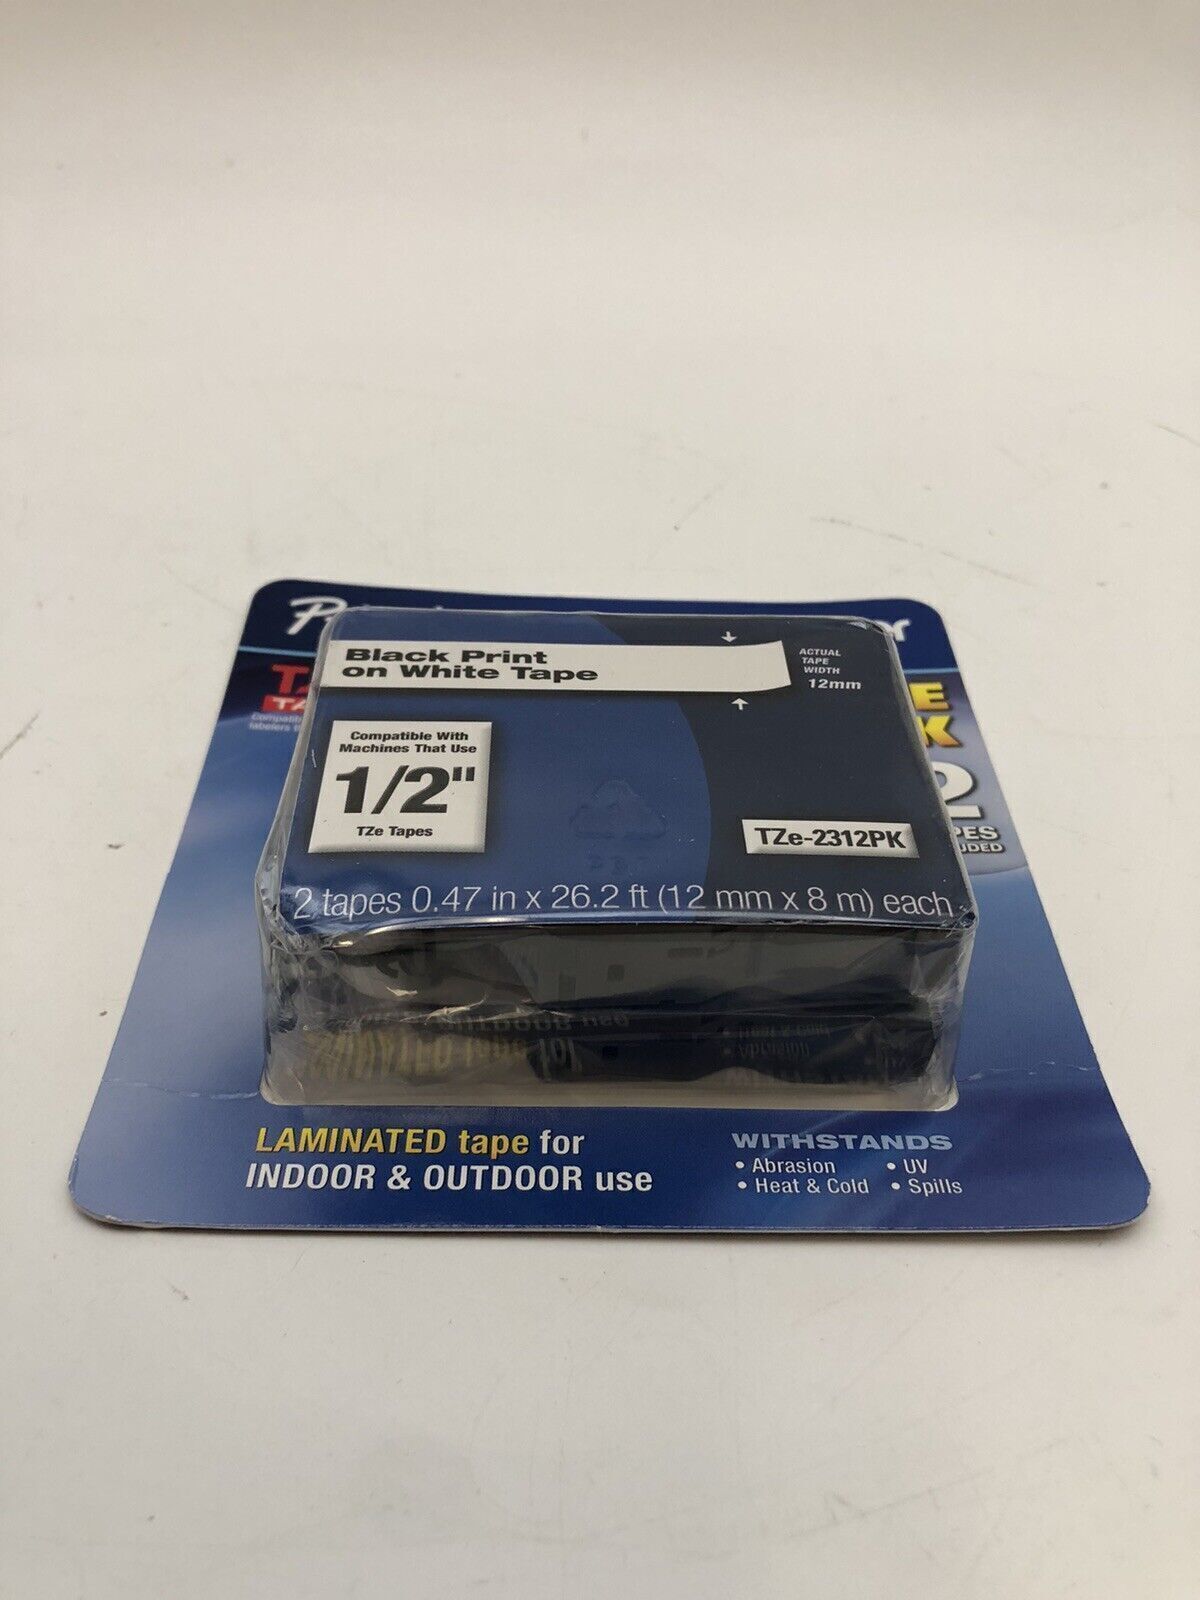 Black Print
on White Tape
ACTUAL
TAPE
WIDTH
12mm
Compatible With
Machines That Use
1/2"
TZe Tapes
TZe-2312PK
2 tapes 0.47 in x 26.2 ft (12 mm x 8 m) each
2
LAMINATED tape for
INDOOR & OUTDOOR use
WITHSTANDS
• Abrasion • UV
• Heat & Cold • Spills